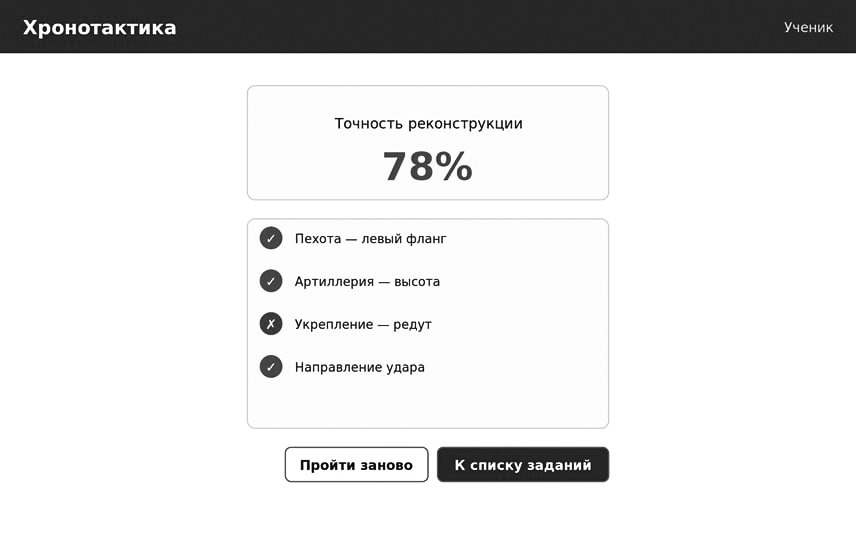 Хронотактика
Ученик
Точность реконструкции
78%
✓ Пехота — левый фланг
✓ Артиллерия — высота
✗ Укрепление — редут
✓ Направление удара
Пройти заново
К списку заданий